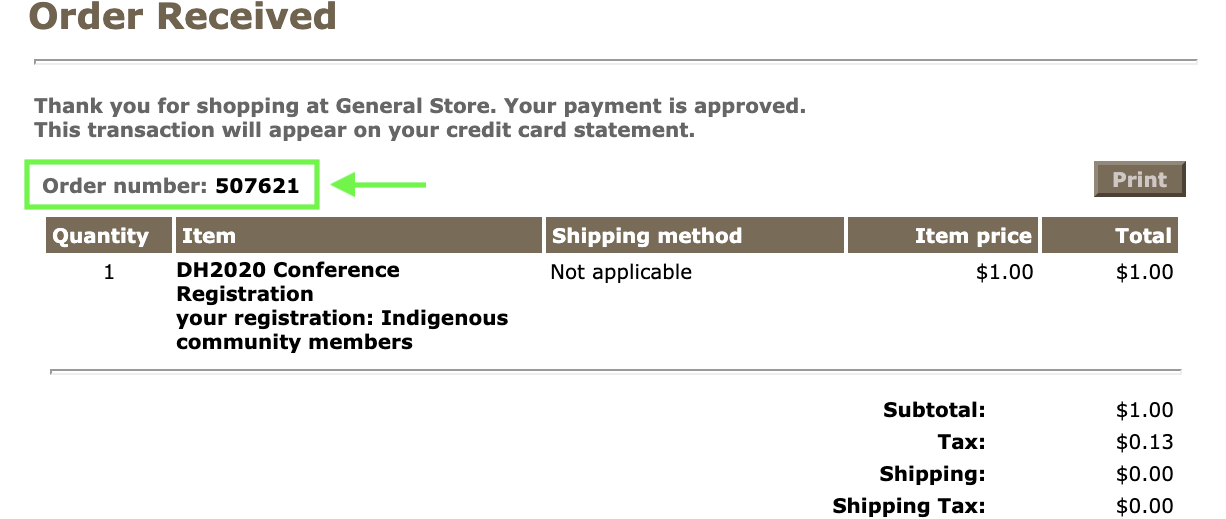 Order Received
Thank you for shopping at General Store. Your payment is approved.
This transaction will appear on your credit card statement.
Order number: 507621
Print
Quantity Item Shipping method Item price Total
1 DH2020 Conference Not applicable $1.00 $1.00
Registration
your registration: Indigenous
community members
Subtotal: $1.00
Tax: $0.13
Shipping: $0.00
Shipping Tax: $0.00